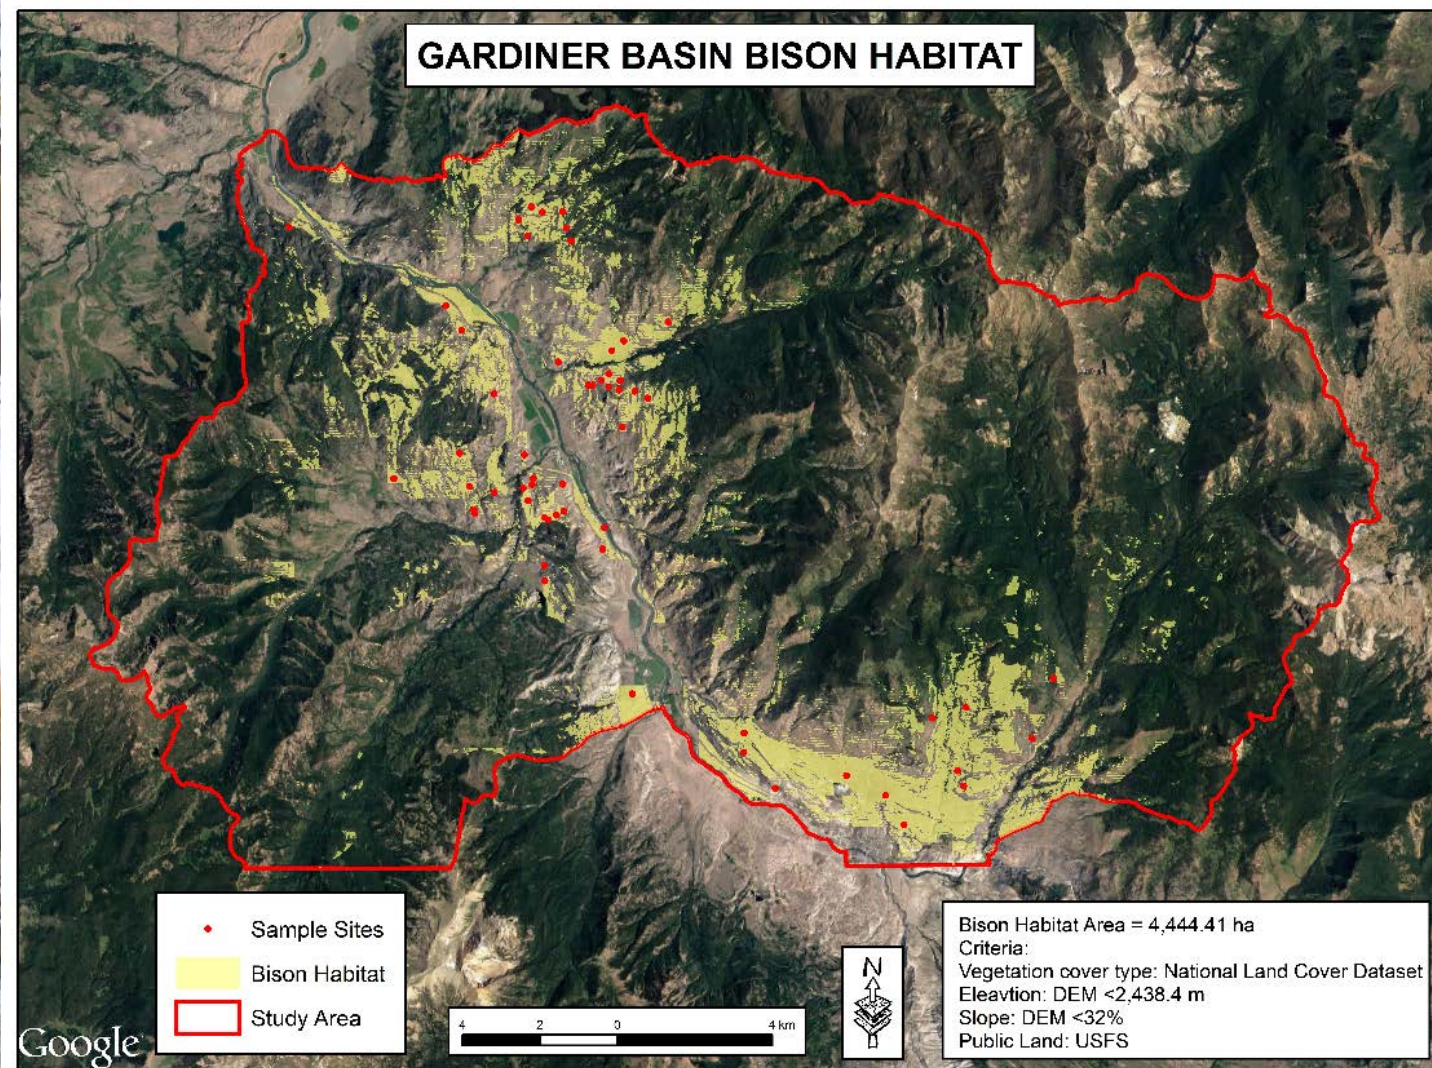 GARDINER BASIN BISON HABITAT
Sample Sites
Bison Habitat
Study Area
4 2 0 4 km
N
Bison Habitat Area = 4,444.41 ha
Criteria:
Vegetation cover type: National Land Cover Dataset
Eleavtion: DEM <2,438.4 m
Slope: DEM <32%
Public Land: USFS
Google